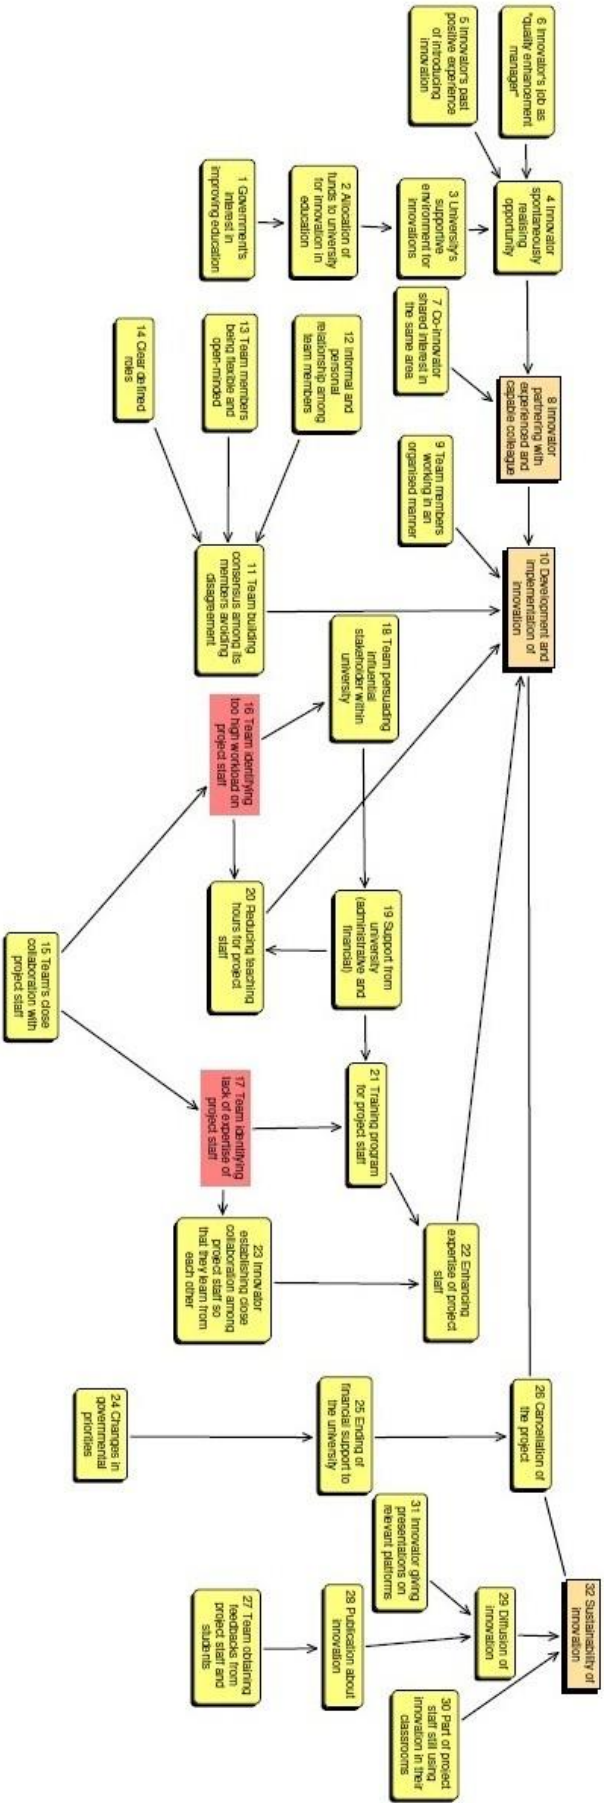 6 Innovator's job as
"quality enhancement
manager"
5 Innovator's past
positive experience
of introducing
innovation
4 Innovator
spontaneously
realising
opportunity
3 University's
supportive
environment for
innovations
2 Allocation of
funds to university
for innovation in
education
1 Government's
interest in
improving education
8 Innovator
partnering with
experienced and
capable colleague
7 Co-innovator
shared interest in
the same area
12 Informal and
personal
relationship among
team members
13 Team members
being flexible and
open-minded
14 Clear defined
roles
9 Team members
working in an
organised manner
10 Development and
implementation of
innovation
11 Team building
consensus among its
members avoiding
disagreement
18 Team persuading
influential
stakeholder within
university
16 Team identifying
too high workload on
project staff
19 Support from
university
(administrative and
financial)
20 Reducing teaching
hours for project
staff
15 Team's close
collaboration with
project staff
21 Training program
for project staff
17 Team identifying
lack of expertise of
project staff
22 Enhancing
expertise of project
staff
23 Innovator
establishing close
collaboration among
project staff so
that they learn from
each other
26 Cancellation of
the project
25 Ending of
financial support to
the university
24 Changes in
governmental
priorities
31 Innovator giving
presentations on
relevant platforms
32 Sustainability of
innovation
29 Diffusion of
innovation
28 Publication about
innovation
27 Team obtaining
feedbacks from
project staff and
students
30 Part of project
staff still using
innovation in their
classrooms